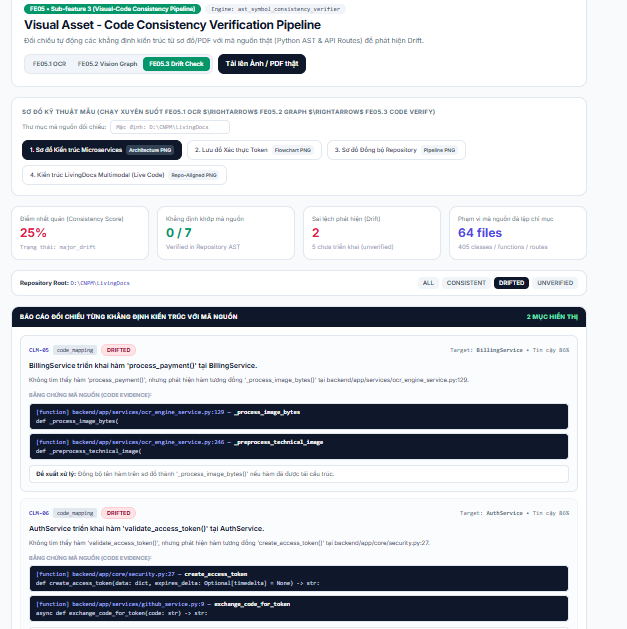 FE05 • Sub-feature 3 (Visual-Code Consistency Pipeline) Engine: ast_symbol_consistency_verifier
Visual Asset - Code Consistency Verification Pipeline
Đối chiếu tự động các khẳng định kiến trúc từ sơ đồ/PDF với mã nguồn thật (Python AST & API Routes) để phát hiện Drift.
FE05.1 OCR FE05.2 Vision Graph FE05.3 Drift Check Tải lên Ảnh / PDF thật
SƠ ĐỒ KỸ THUẬT MẪU (CHẠY XUYÊN SUỐT FE05.1 OCR $\RIGHTARROW$ FE05.2 GRAPH $\RIGHTARROW$ FE05.3 CODE VERIFY)
Thư mục mã nguồn đối chiếu: Mặc định: D:\CNPM\LivingDocs
1. Sơ đồ Kiến trúc Microservices Architecture PNG 2. Lưu đồ Xác thực Token Flowchart PNG 3. Sơ đồ Đồng bộ Repository Pipeline PNG
4. Kiến trúc LivingDocs Multimodal (Live Code) Repo-Aligned PNG
Điểm nhất quán (Consistency Score) Khẳng định khớp mã nguồn Sai lệch phát hiện (Drift) Phạm vi mã nguồn đã lập chỉ mục
25% 0 / 7 2 64 files
Trạng thái: major_drift Verified in Repository AST 5 chưa triển khai (unverified) 405 classes / functions / routes
Repository Root: D:\CNPM\LivingDocs ALL CONSISTENT DRIFTED UNVERIFIED
BÁO CÁO ĐỐI CHIẾU TỪNG KHẲNG ĐỊNH KIẾN TRÚC VỚI MÃ NGUỒN 2 MỤC HIỂN THỊ
CLM-05 code_mapping DRIFTED Target: BillingService • Tin cậy 86%
BillingService triển khai hàm 'process_payment()' tại BillingService.
Không tìm thấy hàm 'process_payment()', nhưng phát hiện hàm tương đồng '_process_image_bytes()' tại backend/app/services/ocr_engine_service.py:129.
BẰNG CHỨNG MÃ NGUỒN (CODE EVIDENCE):
[function] backend/app/services/ocr_engine_service.py:129 — _process_image_bytes
def _process_image_bytes(
[function] backend/app/services/ocr_engine_service.py:246 — _preprocess_technical_image
def _preprocess_technical_image(
Đề xuất xử lý: Đồng bộ tên hàm trên sơ đồ thành '_process_image_bytes()' nếu hàm đã được tái cấu trúc.
CLM-06 code_mapping DRIFTED Target: AuthService • Tin cậy 86%
AuthService triển khai hàm 'validate_access_token()' tại AuthService.
Không tìm thấy hàm 'validate_access_token()', nhưng phát hiện hàm tương đồng 'create_access_token()' tại backend/app/core/security.py:27.
BẰNG CHỨNG MÃ NGUỒN (CODE EVIDENCE):
[function] backend/app/core/security.py:27 — create_access_token
def create_access_token(data: dict, expires_delta: Optional[timedelta] = None) -> str:
[function] backend/app/services/github_service.py:9 — exchange_code_for_token
async def exchange_code_for_token(code: str) -> str: